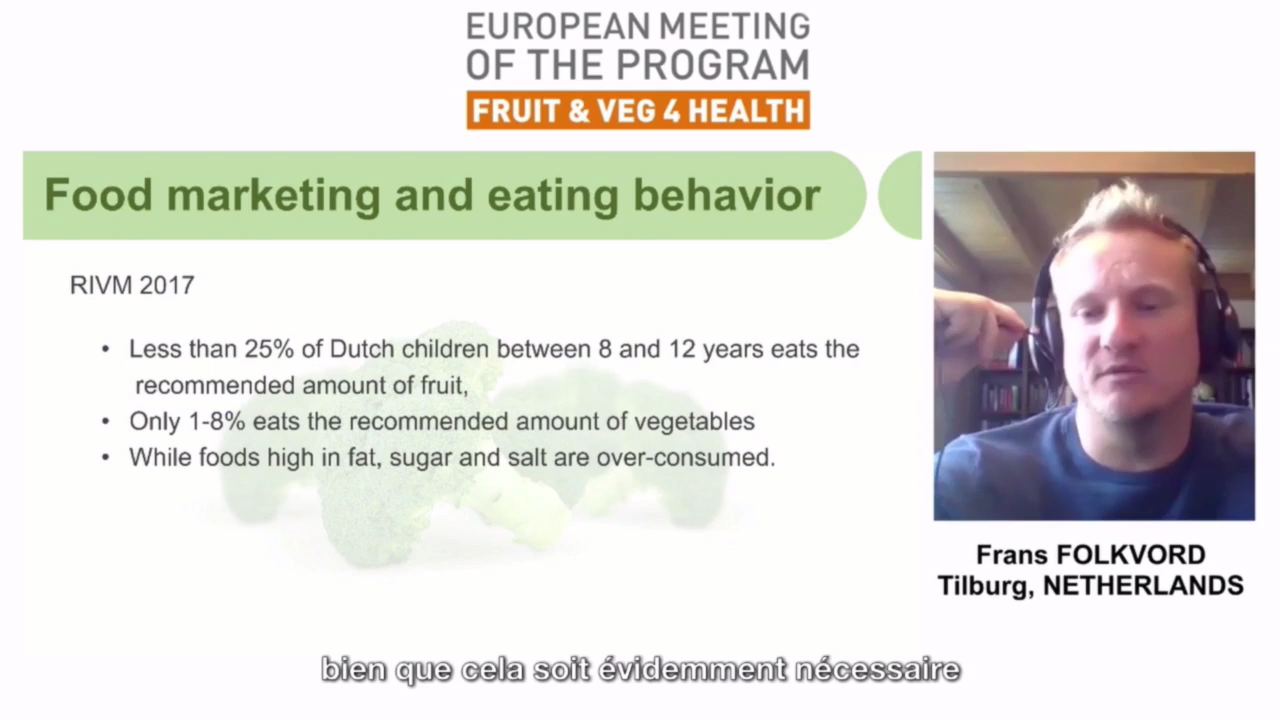 EUROPEAN MEETING
OF THE PROGRAM
FRUIT & VEG 4 HEALTH
Food marketing and eating behavior
RIVM 2017
• Less than 25% of Dutch children between 8 and 12 years eats the
recommended amount of fruit,
• Only 1-8% eats the recommended amount of vegetables
• While foods high in fat, sugar and salt are over-consumed.
Frans FOLKVORD
Tilburg, NETHERLANDS
bien que cela soit évidemment nécessaire